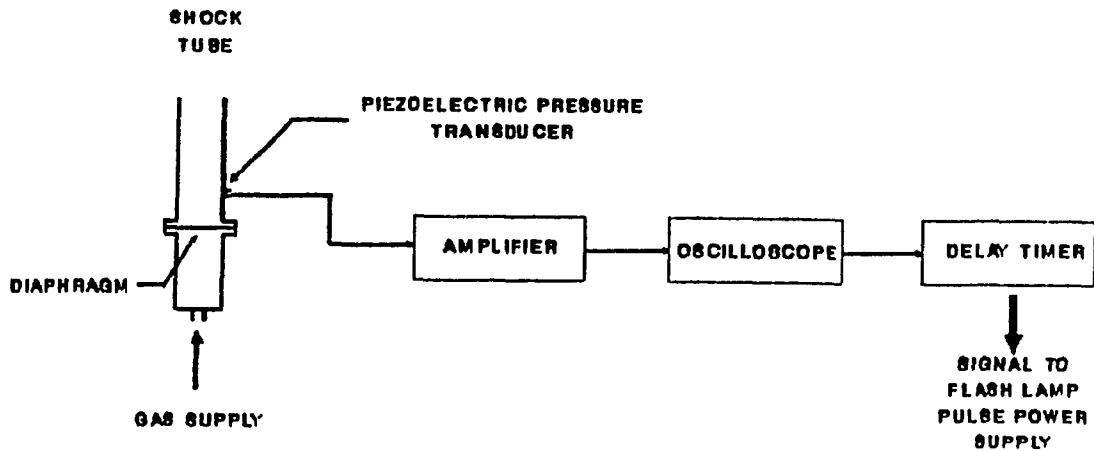 SHOCK
TUBE
PIEZOELECTRIC PRESSURE
TRANSDUCER
AMPLIFIER
OSCILLOSCOPE
DELAY TIMER
DIAPHRAGM
GAS SUPPLY
SIGNAL TO
FLASH LAMP
PULSE POWER
SUPPLY